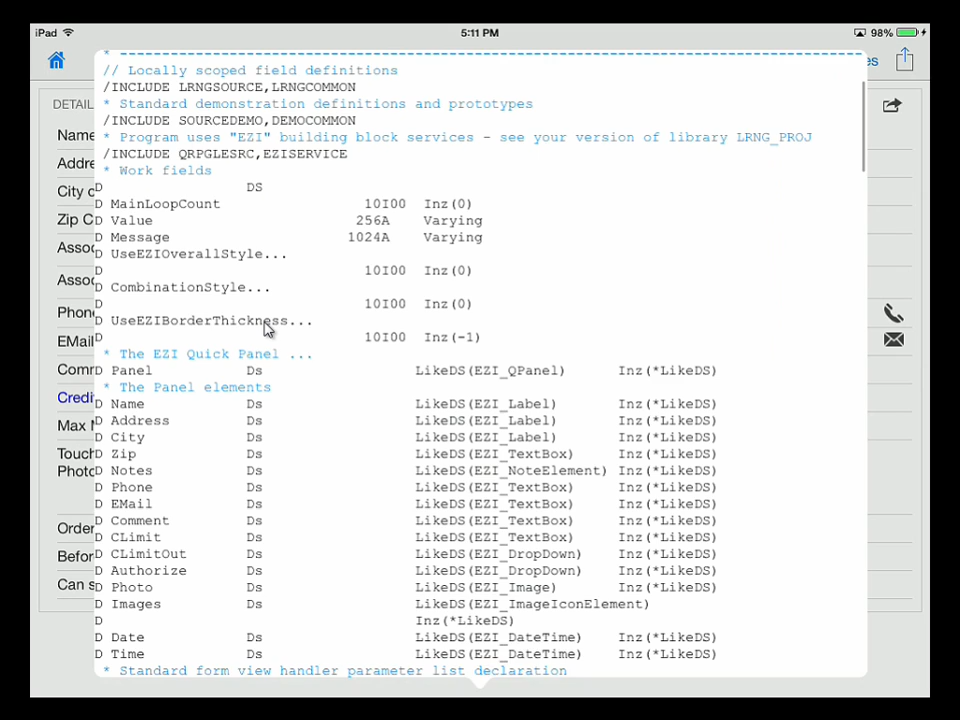 iPad 5:11 PM 98%
es
DETAIL
Name
Addre
City o
Zip C
Assoc
Assoc
Phone
EMail
Comm
Credi
Max
Touch
Photo
Order
Befor
Can s
* -----------------------------------------------------------------------------------------
// Locally scoped field definitions
/INCLUDE LRNGSOURCE,LRNGCOMMON
* Standard demonstration definitions and prototypes
/INCLUDE SOURCEDEMO,DEMOCOMMON
* Program uses "EZI" building block services - see your version of library LRNG_PROJ
/INCLUDE QRPGLESRC,EZISERVICE
* Work fields
D DS
D MainLoopCount 10I00 Inz(0)
D Value 256A Varying
D Message 1024A Varying
D UseEZIOverallStyle...
D 10I00 Inz(0)
D CombinationStyle...
D 10I00 Inz(0)
D UseEZIBorderThickness...
D 10I00 Inz(-1)
* The EZI Quick Panel ...
D Panel Ds LikeDS(EZI_QPanel) Inz(*LikeDS)
* The Panel elements
D Name Ds LikeDS(EZI_Label) Inz(*LikeDS)
D Address Ds LikeDS(EZI_Label) Inz(*LikeDS)
D City Ds LikeDS(EZI_Label) Inz(*LikeDS)
D Zip Ds LikeDS(EZI_TextBox) Inz(*LikeDS)
D Notes Ds LikeDS(EZI_NoteElement) Inz(*LikeDS)
D Phone Ds LikeDS(EZI_TextBox) Inz(*LikeDS)
D EMail Ds LikeDS(EZI_TextBox) Inz(*LikeDS)
D Comment Ds LikeDS(EZI_TextBox) Inz(*LikeDS)
D CLimit Ds LikeDS(EZI_TextBox) Inz(*LikeDS)
D CLimitOut Ds LikeDS(EZI_DropDown) Inz(*LikeDS)
D Authorize Ds LikeDS(EZI_DropDown) Inz(*LikeDS)
D Photo Ds LikeDS(EZI_Image) Inz(*LikeDS)
D Images Ds LikeDS(EZI_ImageIconElement)
D Inz(*LikeDS)
D Date Ds LikeDS(EZI_DateTime) Inz(*LikeDS)
D Time Ds LikeDS(EZI_DateTime) Inz(*LikeDS)
* Standard form view handler parameter list declaration